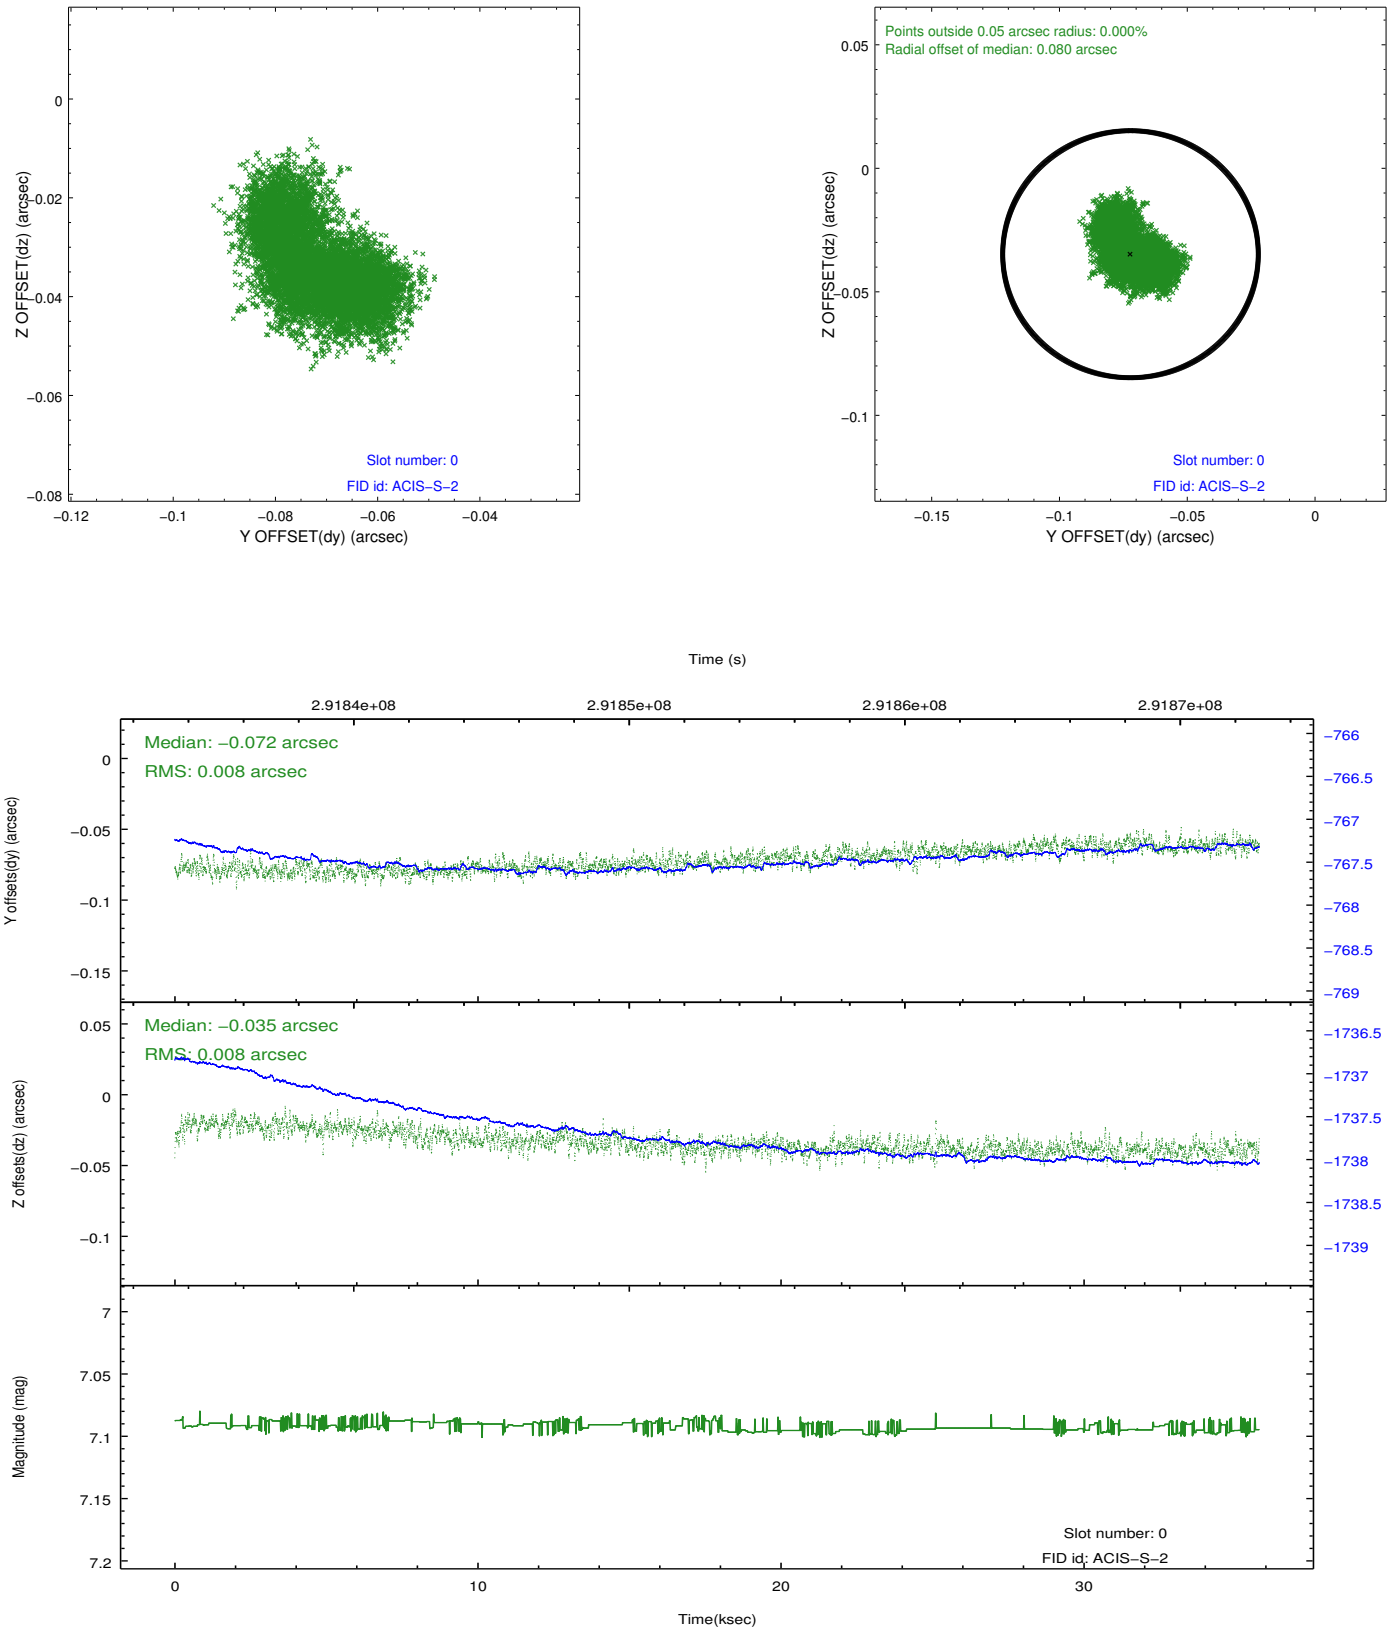 0
−0.02
−0.04
−0.06
−0.08
Z OFFSET(dz) (arcsec)
Slot number: 0
FID id: ACIS−S−2
−0.12
−0.1
−0.08
−0.06
−0.04
Y OFFSET(dy) (arcsec)
Points outside 0.05 arcsec radius: 0.000%
Radial offset of median: 0.080 arcsec
0.05
0
−0.05
−0.1
Z OFFSET(dz) (arcsec)
Slot number: 0
FID id: ACIS−S−2
−0.15
−0.1
−0.05
0
Y OFFSET(dy) (arcsec)
Time (s)
2.9184e+08
2.9185e+08
2.9186e+08
2.9187e+08
Median: −0.072 arcsec
RMS: 0.008 arcsec
0
−0.05
−0.1
−0.15
Y offsets(dy) (arcsec)
−766
−766.5
−767
−767.5
−768
−768.5
−769
Median: −0.035 arcsec
RMS: 0.008 arcsec
0.05
0
−0.05
−0.1
Z offsets(dz) (arcsec)
−1736.5
−1737
−1737.5
−1738
−1738.5
−1739
7
7.05
7.1
7.15
7.2
Magnitude (mag)
Slot number: 0
FID id: ACIS−S−2
0
10
20
30
Time(ksec)